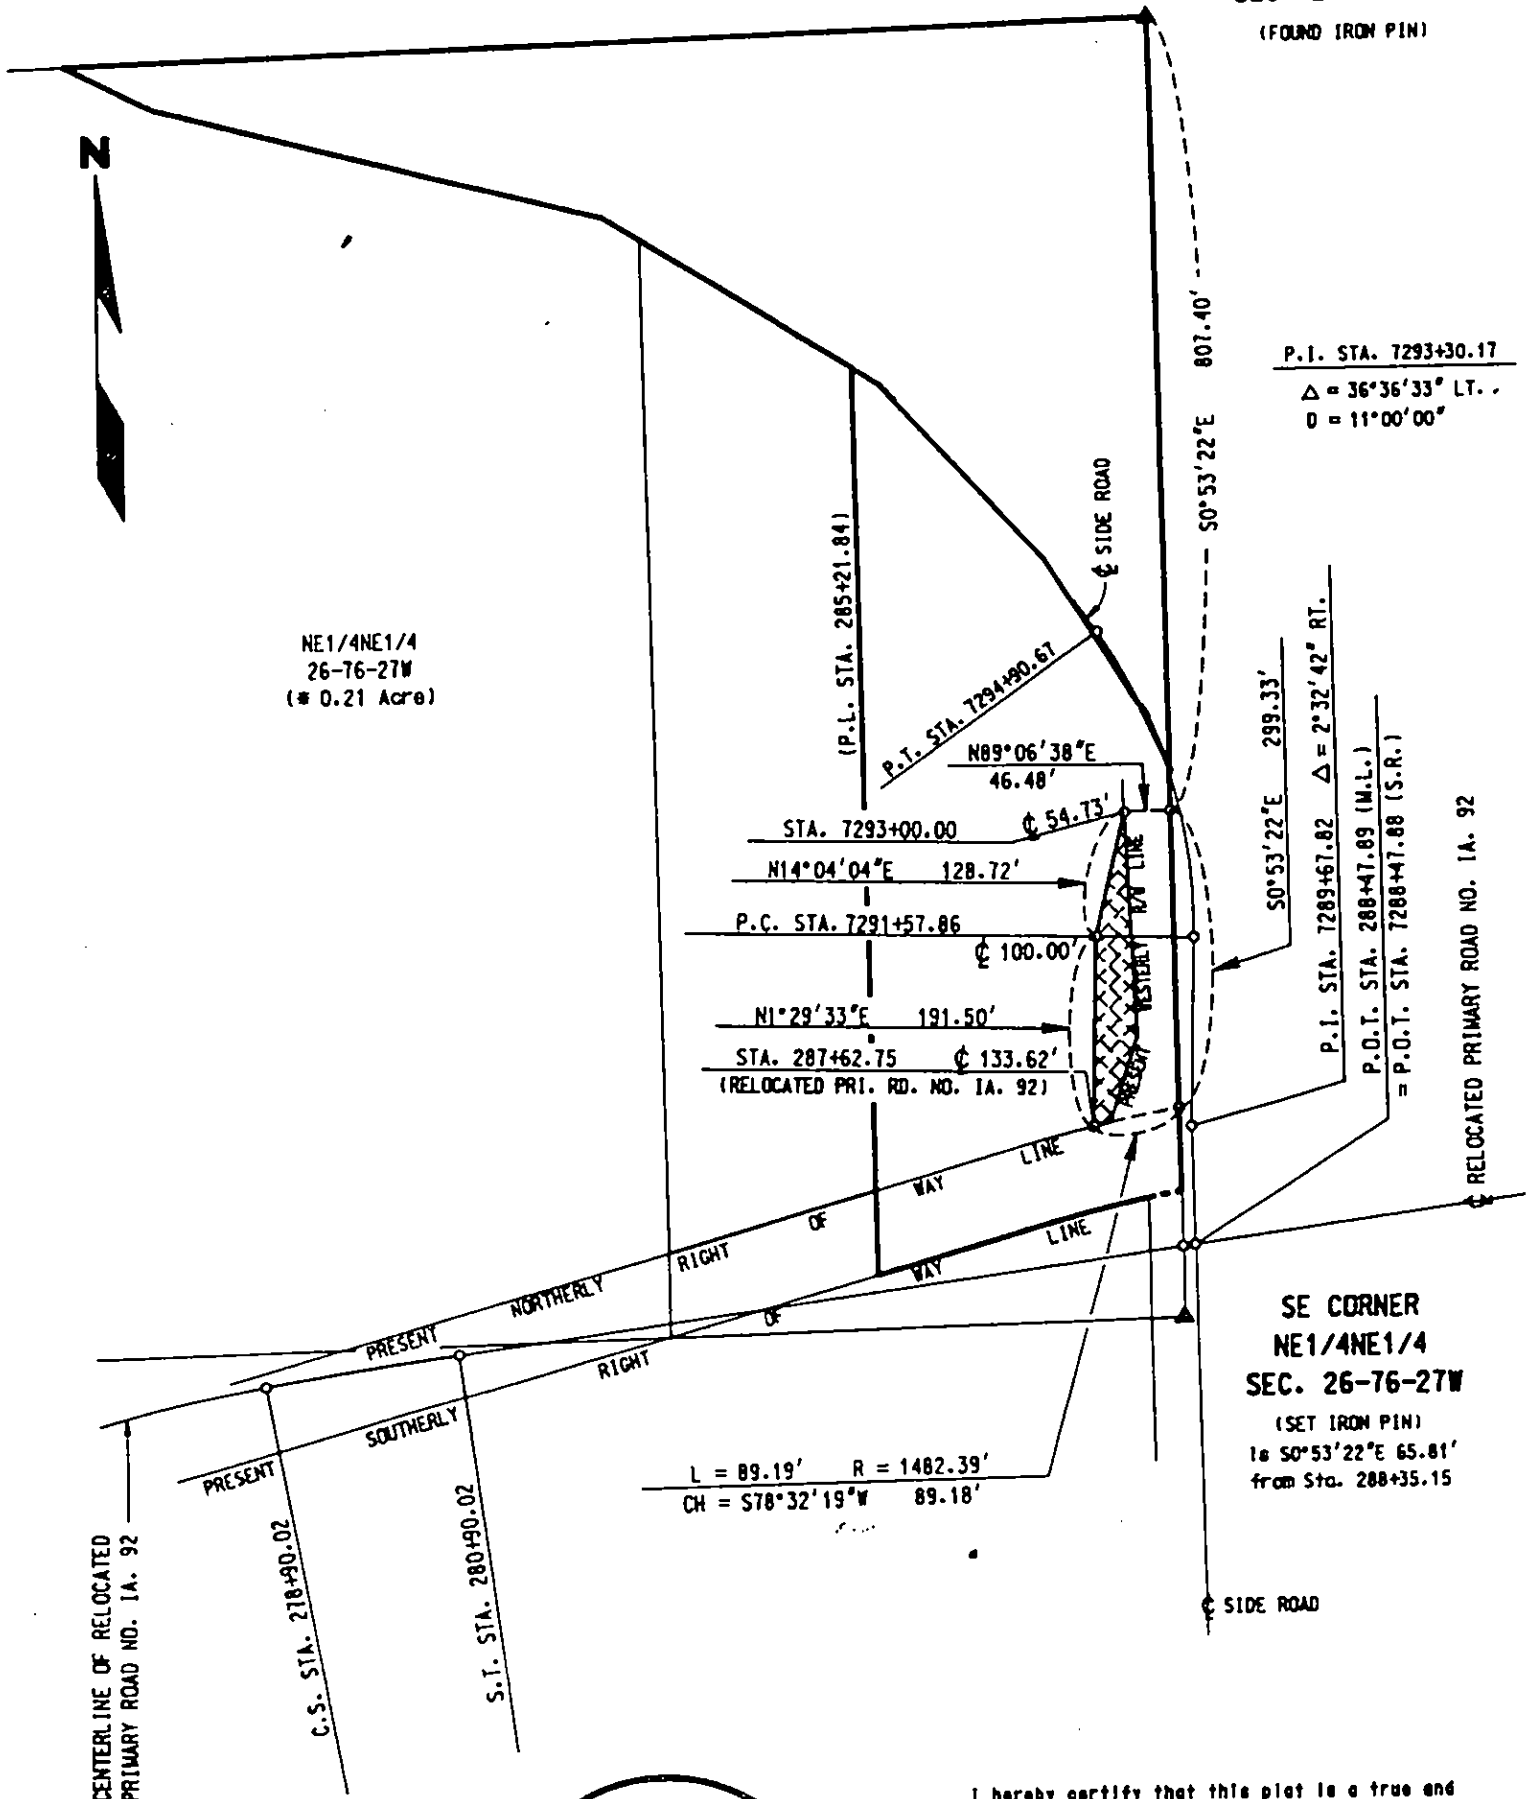 (FOUND IRON PIN)
N
P.I. STA. 7293+30.17
Δ = 36°36'33" LT.
D = 11°00'00"
S0°53'22"E 807.40'
℄ SIDE ROAD
(P.L. STA. 285+21.84)
NE1/4NE1/4
26-76-27W
(* 0.21 Acre)
P.T. STA. 7294+90.67
N89°06'38"E
46.48'
STA. 7293+00.00 ℄ 54.73'
N14°04'04"E 128.72'
P.C. STA. 7291+57.86
℄ 100.00'
N1°29'33"E 191.50'
STA. 287+62.75 ℄ 133.62'
(RELOCATED PRI. RD. NO. IA. 92)
PRESENT WESTERLY R/W LINE
S0°53'22"E 299.33'
P.I. STA. 7289+67.82 Δ = 2°32'42" RT.
P.O.T. STA. 288+47.89 (M.L.)
= P.O.T. STA. 7288+47.88 (S.R.)
℄ RELOCATED PRIMARY ROAD NO. IA. 92
PRESENT NORTHERLY RIGHT OF WAY LINE
PRESENT SOUTHERLY RIGHT OF WAY LINE
SE CORNER
NE1/4NE1/4
SEC. 26-76-27W
(SET IRON PIN)
Is S0°53'22"E 65.81'
from Sta. 288+35.15
L = 89.19' R = 1482.39'
CH = S78°32'19"W 89.18'
℄ SIDE ROAD
CENTERLINE OF RELOCATED
PRIMARY ROAD NO. IA. 92
C.S. STA. 278+90.02
S.T. STA. 280+90.02
I hereby certify that this plat is a true and